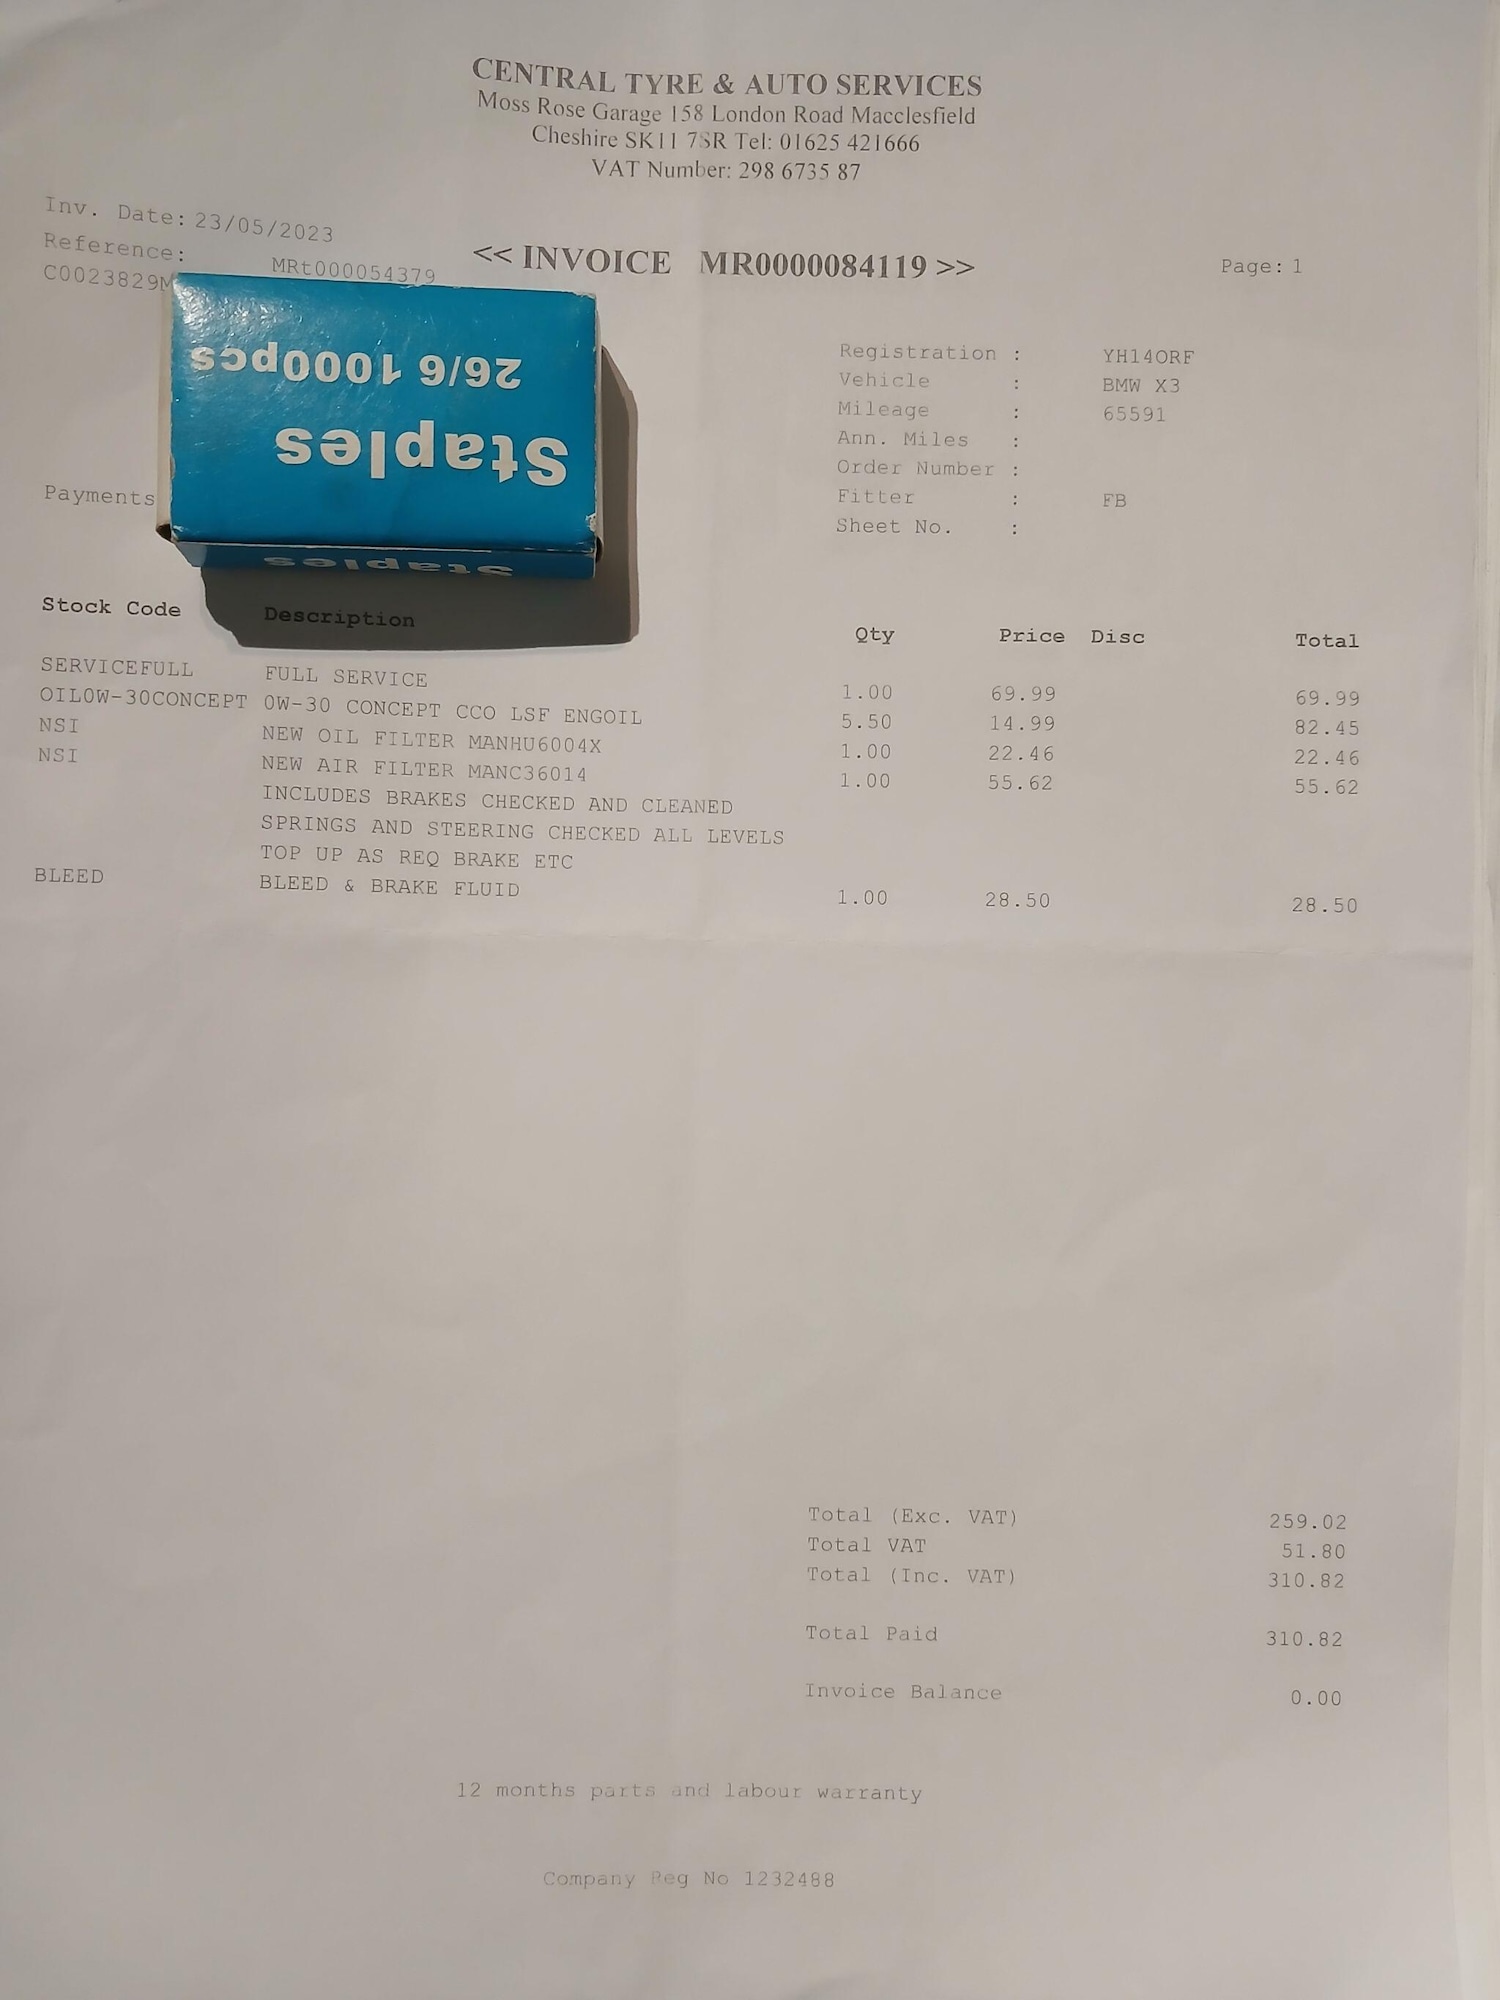 CENTRAL TYRE & AUTO SERVICES
Moss Rose Garage 158 London Road Macclesfield
Cheshire SK11 7SR Tel: 01625 421666
VAT Number: 298 6735 87
Inv. Date: 23/05/2023
Reference: MRt000054379
<< INVOICE MR0000084119 >>
Page: 1
C0023829M
26/6 1000pcs
Staples
Staples
Registration : YH14ORF
Vehicle : BMW X3
Mileage : 65591
Ann. Miles :
Order Number :
Fitter : FB
Sheet No. :
Payments
Stock Code Description Qty Price Disc Total
SERVICEFULL FULL SERVICE 1.00 69.99 69.99
OIL0W-30CONCEPT 0W-30 CONCEPT CCO LSF ENGOIL 5.50 14.99 82.45
NSI NEW OIL FILTER MANHU6004X 1.00 22.46 22.46
NSI NEW AIR FILTER MANC36014 1.00 55.62 55.62
INCLUDES BRAKES CHECKED AND CLEANED
SPRINGS AND STEERING CHECKED ALL LEVELS
TOP UP AS REQ BRAKE ETC
BLEED BLEED & BRAKE FLUID 1.00 28.50 28.50
Total (Exc. VAT) 259.02
Total VAT 51.80
Total (Inc. VAT) 310.82
Total Paid 310.82
Invoice Balance 0.00
12 months parts and labour warranty
Company Reg No 1232488